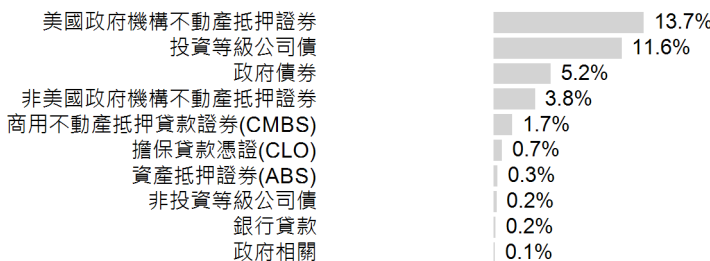 美國政府機構不動產抵押證券 13.7%
投資等級公司債 11.6%
政府債券 5.2%
非美國政府機構不動產抵押證券 3.8%
商用不動產抵押貸款證券(CMBS) 1.7%
擔保貸款憑證(CLO) 0.7%
資產抵押證券(ABS) 0.3%
非投資等級公司債 0.2%
銀行貸款 0.2%
政府相關 0.1%